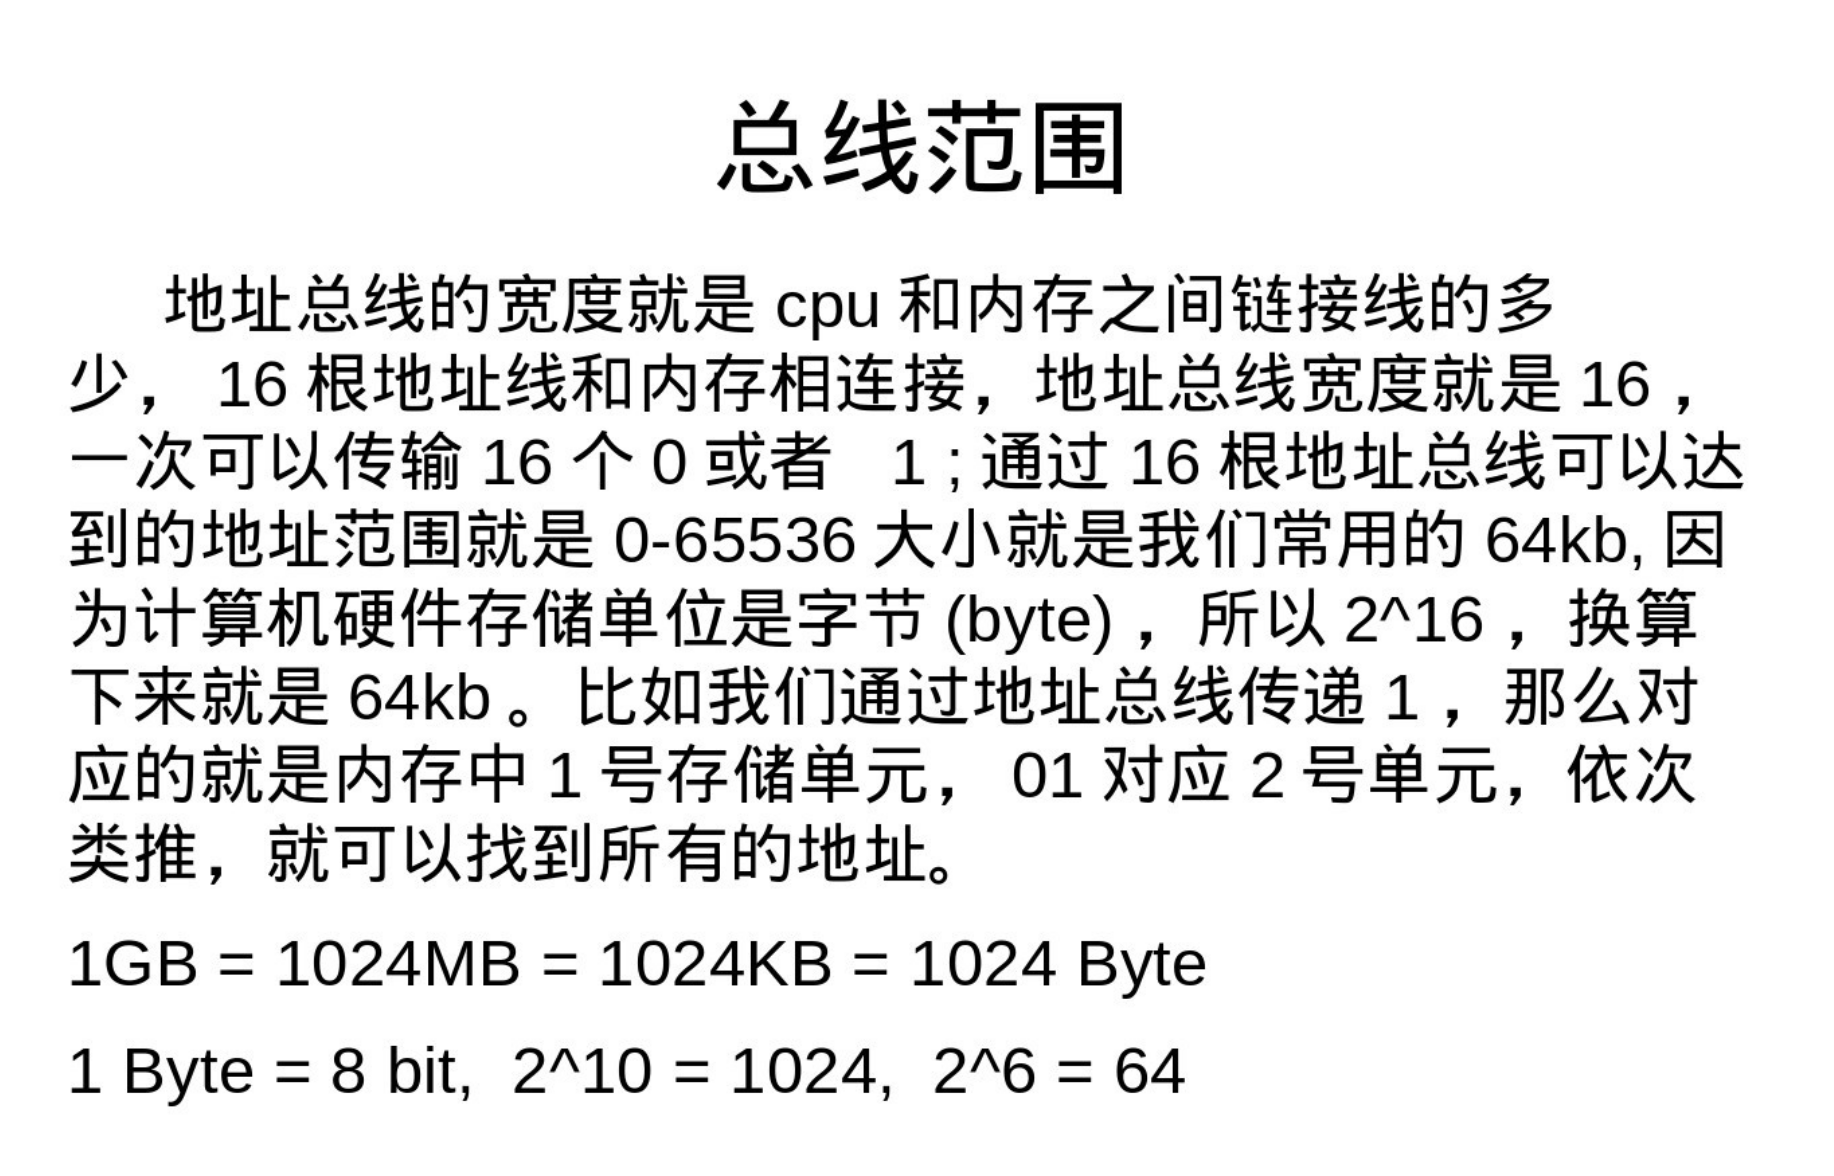 总线范围
地址总线的宽度就是 cpu 和内存之间链接线的多
少， 16 根地址线和内存相连接，地址总线宽度就是 16 ，
一次可以传输 16 个 0 或者 1 ; 通过 16 根地址总线可以达
到的地址范围就是 0-65536 大小就是我们常用的 64kb, 因
为计算机硬件存储单位是字节 (byte) ，所以 2^16 ，换算
下来就是 64kb 。比如我们通过地址总线传递 1 ，那么对
应的就是内存中 1 号存储单元， 01 对应 2 号单元，依次
类推，就可以找到所有的地址。
1GB = 1024MB = 1024KB = 1024 Byte
1 Byte = 8 bit, 2^10 = 1024, 2^6 = 64